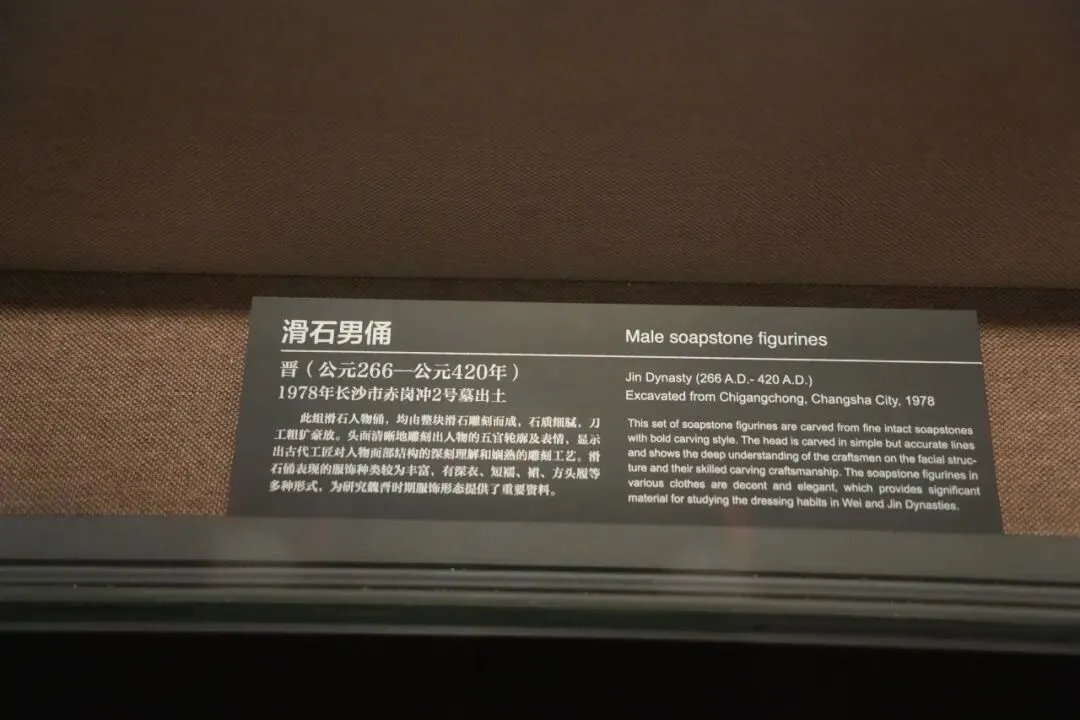 滑石男俑
晋（公元266—公元420年）
1978年长沙市赤岗冲2号墓出土
此组滑石人物俑，均由整块滑石雕刻而成，石质细腻，刀
工粗犷豪放。头面清晰地雕刻出人物的五官轮廓及表情，显示
出古代工匠对人物面部结构的深刻理解和娴熟的雕刻工艺。滑
石俑表现的服饰种类较为丰富，有深衣、短襦、裙、方头履等
多种形式，为研究魏晋时期服饰形态提供了重要资料。
Male soapstone figurines
Jin Dynasty (266 A.D.- 420 A.D.)
Excavated from Chigangchong, Changsha City, 1978
This set of soapstone figurines are carved from fine intact soapstones
with bold carving style. The head is carved in simple but accurate lines
and shows the deep understanding of the craftsmen on the facial struc-
ture and their skilled carving craftsmanship. The soapstone figurines in
various clothes are decent and elegant, which provides significant
material for studying the dressing habits in Wei and Jin Dynasties.